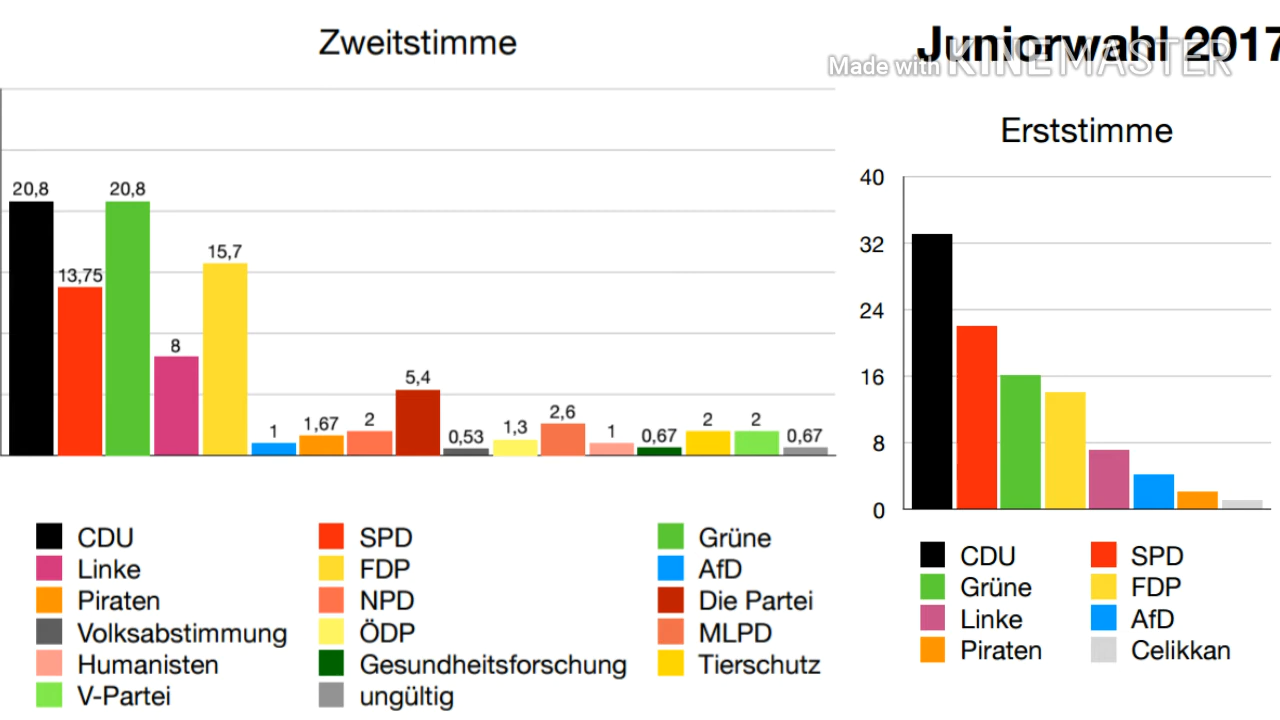 Zweitstimme
20,8
13,75
20,8
8
15,7
1
1,67
2
5,4
0,53
1,3
2,6
1
0,67
2
2
0,67
CDU SPD Grüne
Linke FDP AfD
Piraten NPD Die Partei
Volksabstimmung ÖDP MLPD
Humanisten Gesundheitsforschung Tierschutz
V-Partei ungültig
Juniorwahl 2017
Made with KINEMASTER
Erststimme
40
32
24
16
8
0
CDU SPD
Grüne FDP
Linke AfD
Piraten Celikkan